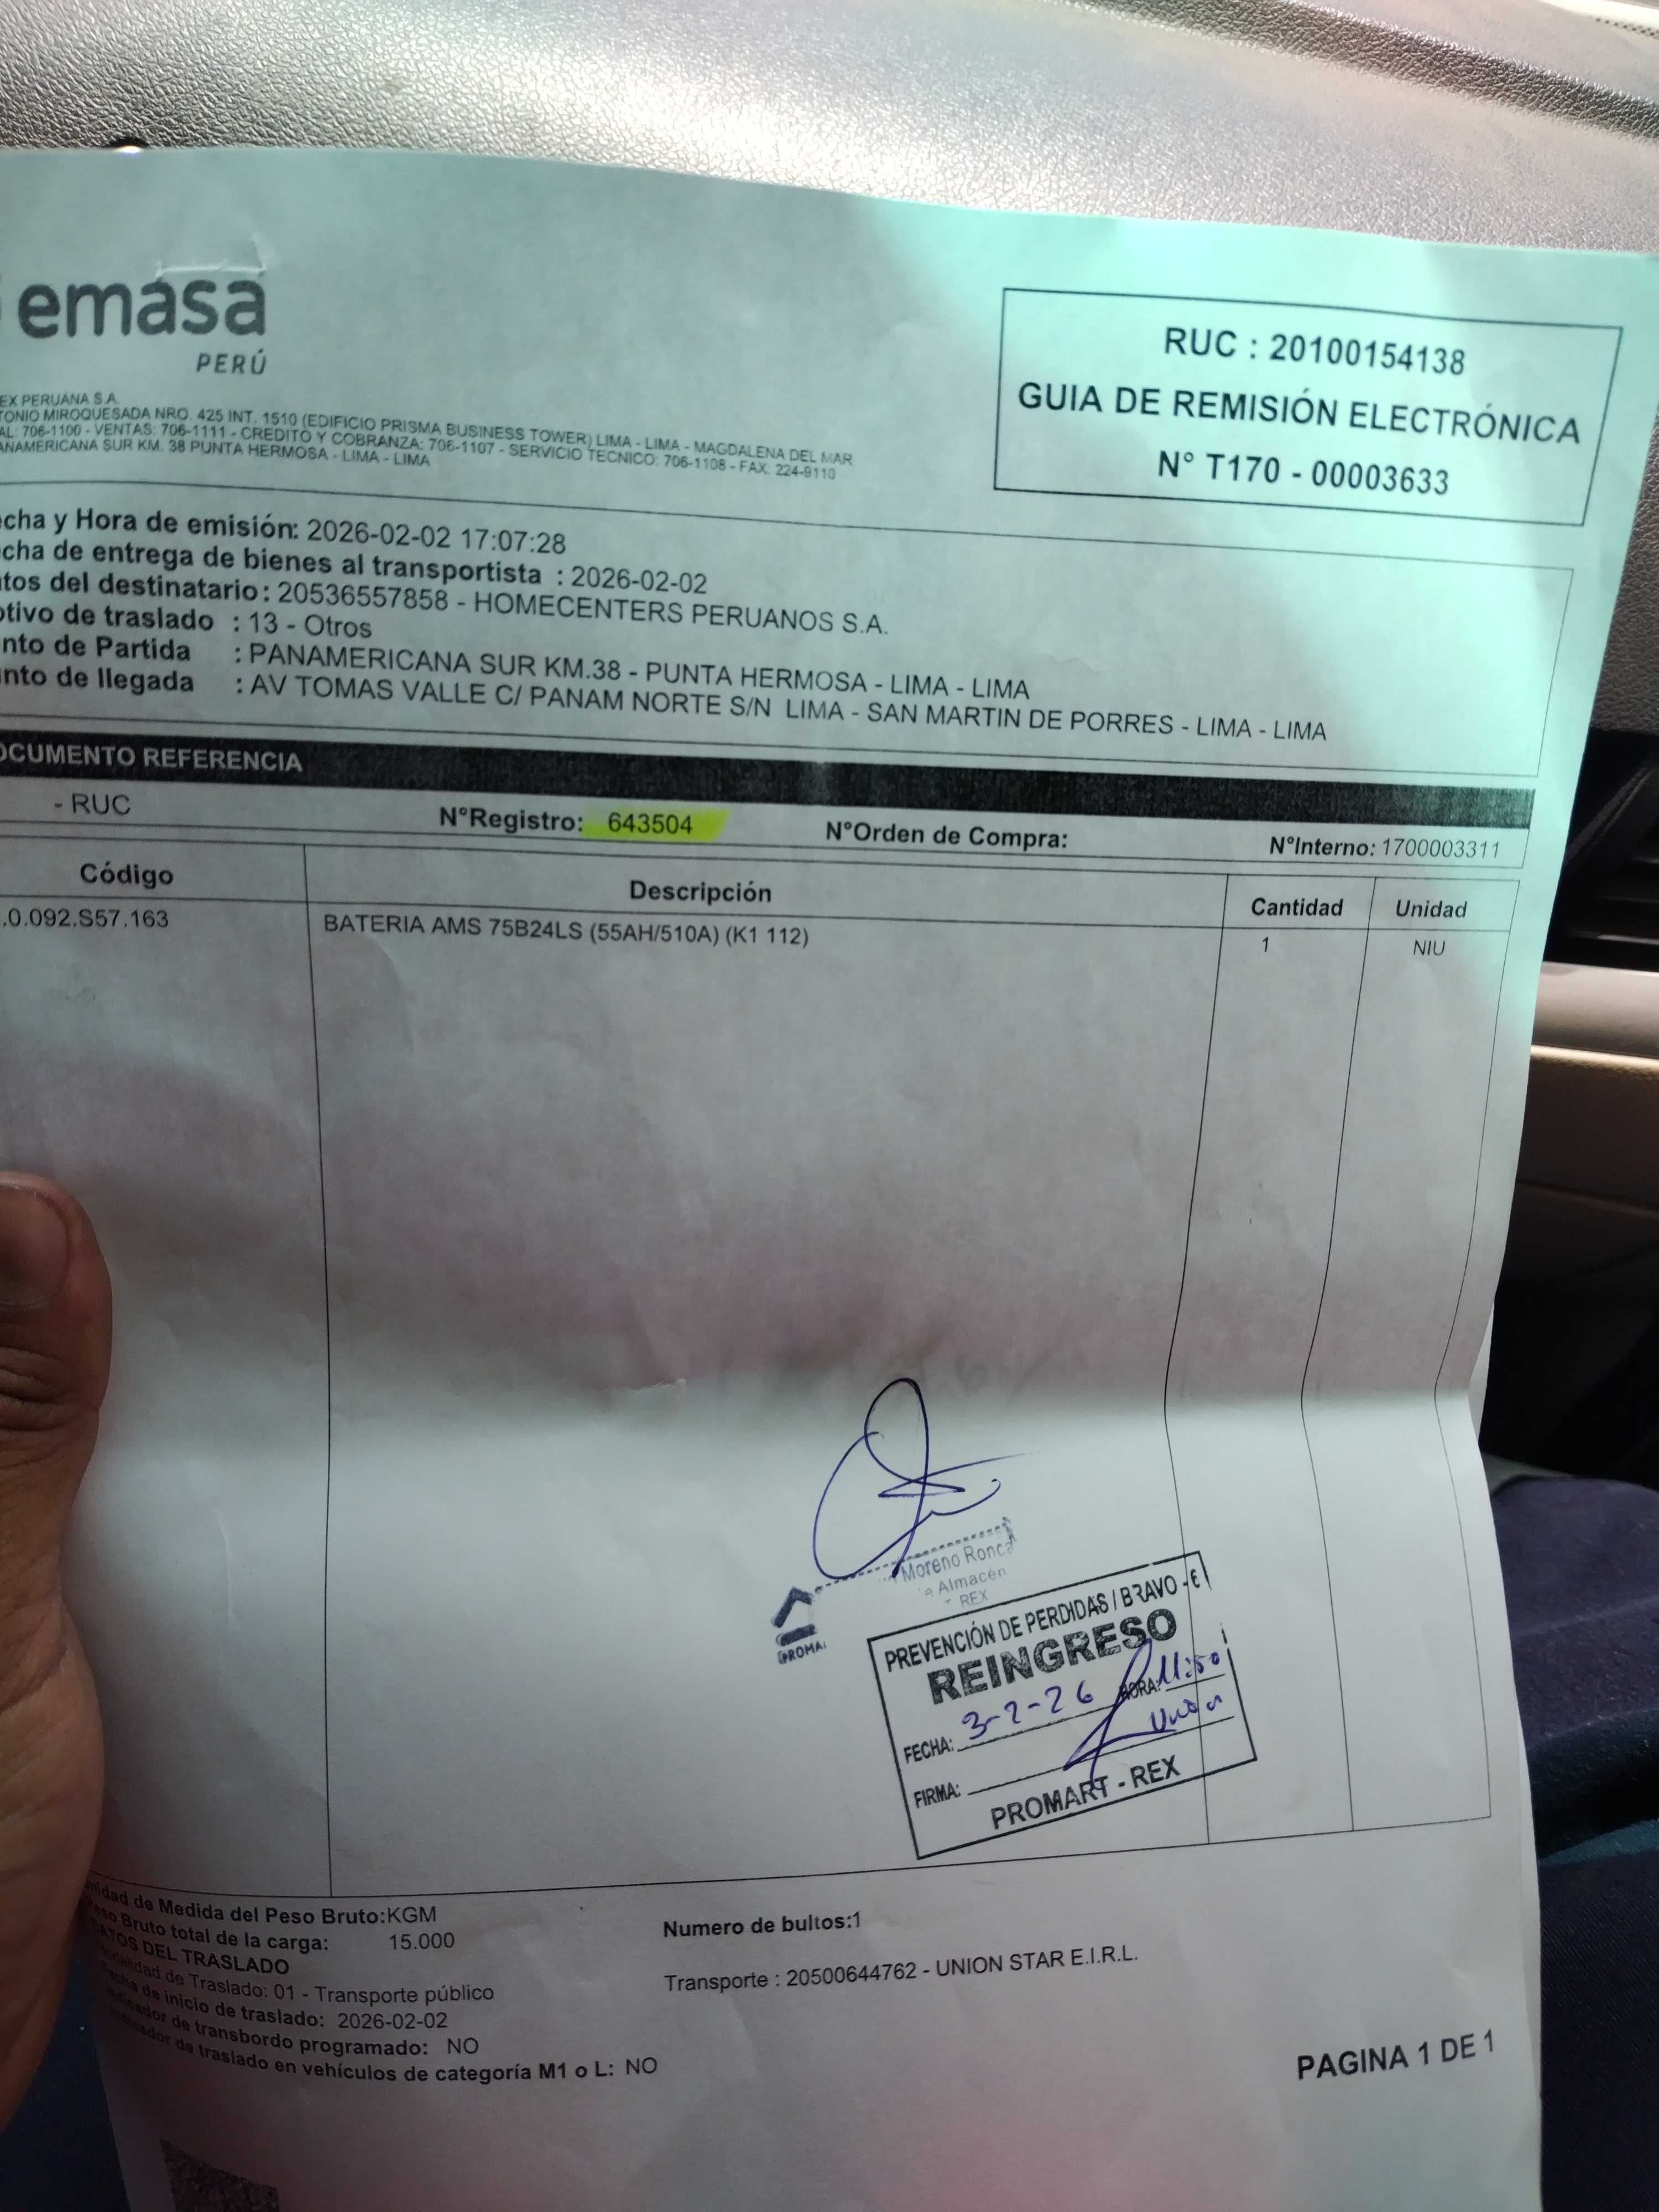 emasa
PERÚ
EX PERUANA S.A.
TONIO MIROQUESADA NRO. 425 INT. 1510 (EDIFICIO PRISMA BUSINESS TOWER) LIMA - LIMA - MAGDALENA DEL MAR
AL: 706-1100 - VENTAS: 706-1111 - CREDITO Y COBRANZA: 706-1107 - SERVICIO TECNICO: 706-1108 - FAX. 224-9110
ANAMERICANA SUR KM. 38 PUNTA HERMOSA - LIMA - LIMA
RUC : 20100154138
GUIA DE REMISIÓN ELECTRÓNICA
N° T170 - 00003633
cha y Hora de emisión: 2026-02-02 17:07:28
cha de entrega de bienes al transportista : 2026-02-02
tos del destinatario: 20536557858 - HOMECENTERS PERUANOS S.A.
otivo de traslado : 13 - Otros
nto de Partida : PANAMERICANA SUR KM.38 - PUNTA HERMOSA - LIMA - LIMA
nto de llegada : AV TOMAS VALLE C/ PANAM NORTE S/N LIMA - SAN MARTIN DE PORRES - LIMA - LIMA
OCUMENTO REFERENCIA
- RUC N°Registro: 643504 N°Orden de Compra: N°Interno: 1700003311
Código Descripción Cantidad Unidad
.0.092.S57.163 BATERIA AMS 75B24LS (55AH/510A) (K1 112) 1 NIU
Moreno Ronca
Almacén
REX
PROMA
PREVENCIÓN DE PERDIDAS / BRAVO - E
REINGRESO
FECHA: 3-2-26 HORA: 11:50
FIRMA:
PROMART - REX
nidad de Medida del Peso Bruto:KGM
Peso Bruto total de la carga: 15.000
Numero de bultos:1
DATOS DEL TRASLADO
Modalidad de Traslado: 01 - Transporte público
Transporte : 20500644762 - UNION STAR E.I.R.L.
Fecha de inicio de traslado: 2026-02-02
Indicador de transbordo programado: NO
Indicador de traslado en vehículos de categoría M1 o L: NO
PAGINA 1 DE 1